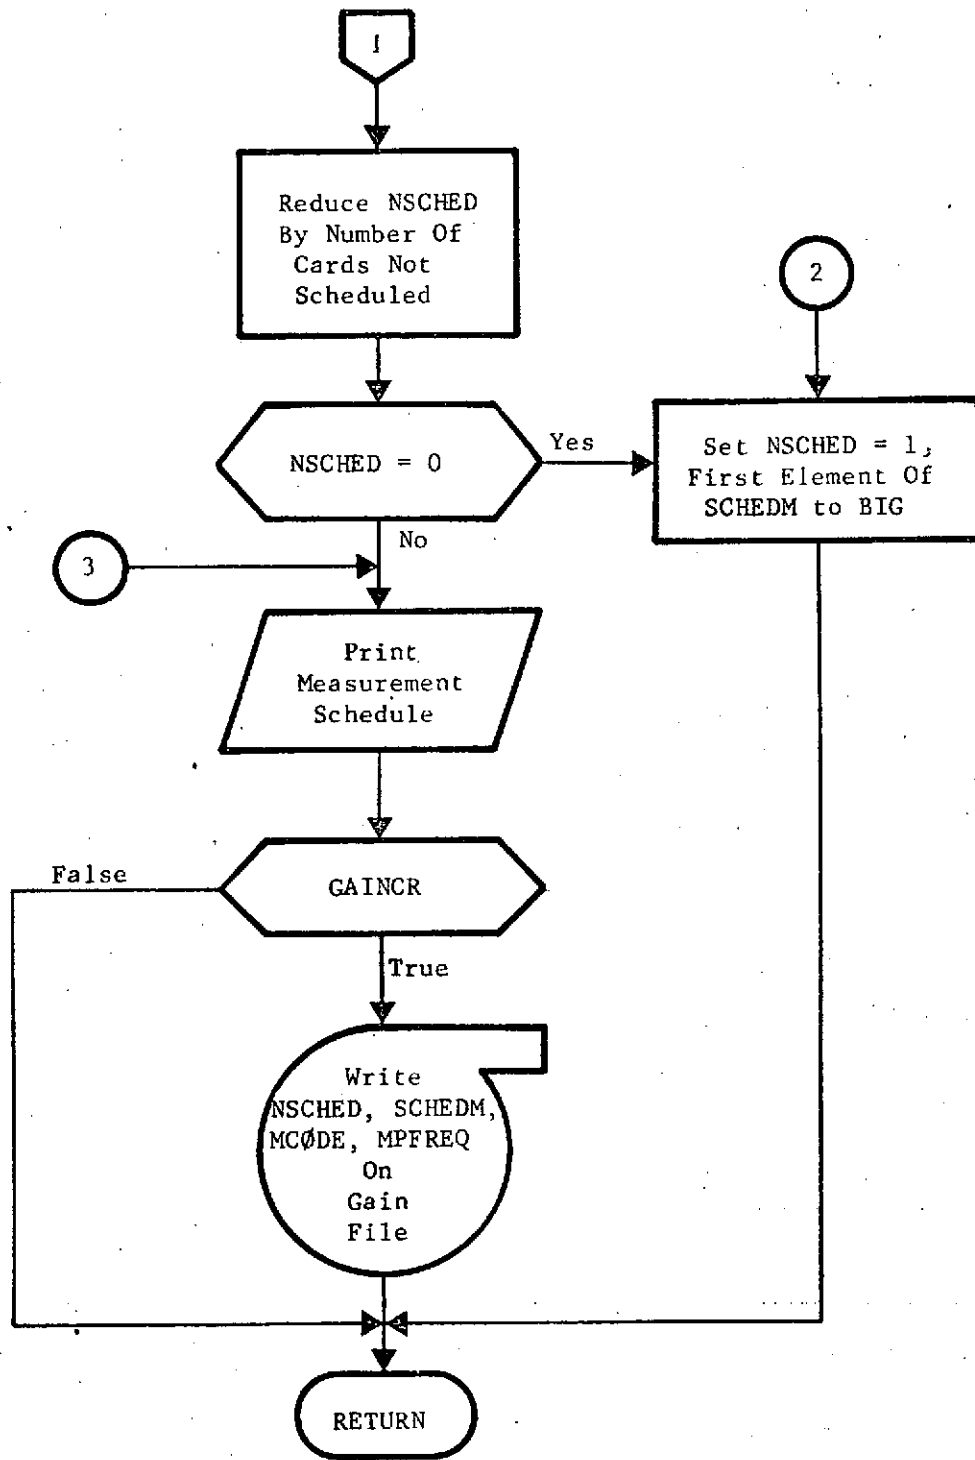 1
Reduce NSCHED
By Number Of
Cards Not
Scheduled
2
NSCHED = 0
Yes
Set NSCHED = 1,
First Element Of
SCHEDM to BIG
No
3
Print
Measurement
Schedule
False
GAINCR
True
Write
NSCHED, SCHEDM,
MCØDE, MPFREQ
On
Gain
File
RETURN